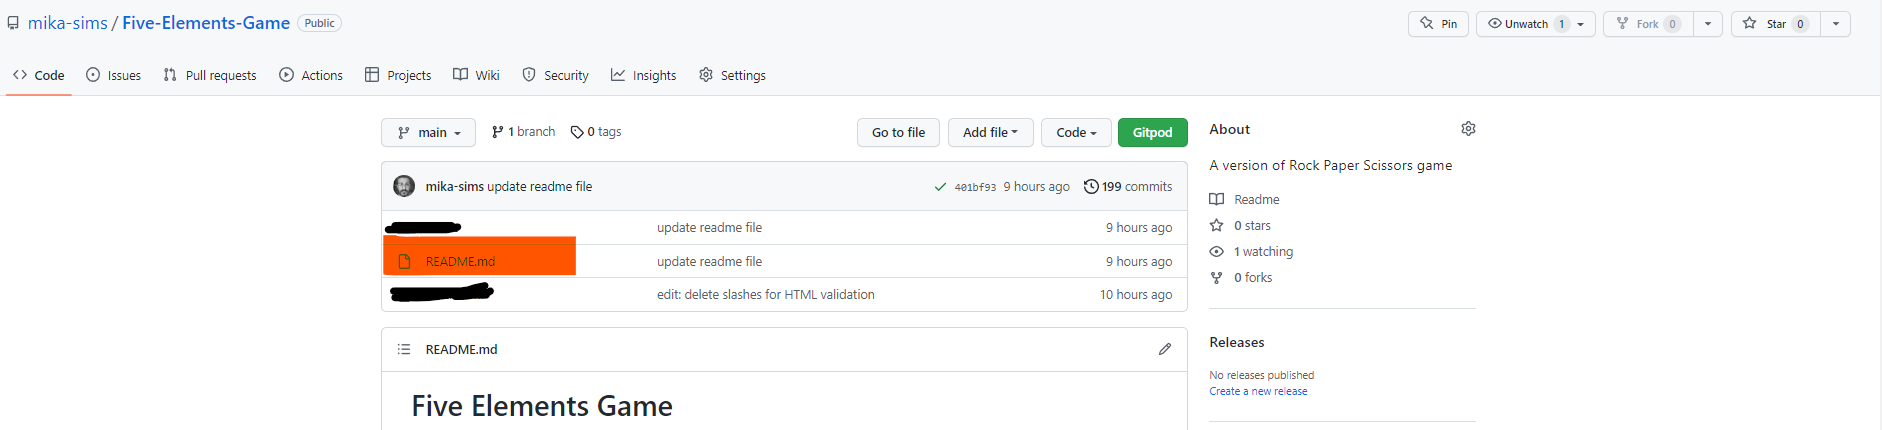 mika-sims / Five-Elements-Game Public
Pin Unwatch 1 Fork 0 Star 0
Code Issues Pull requests Actions Projects Wiki Security Insights Settings
main 1 branch 0 tags Go to file Add file Code Gitpod
mika-sims update readme file 401bf93 9 hours ago 199 commits
update readme file 9 hours ago
README.md update readme file 9 hours ago
edit: delete slashes for HTML validation 10 hours ago
README.md
Five Elements Game
About
A version of Rock Paper Scissors game
Readme
0 stars
1 watching
0 forks
Releases
No releases published
Create a new release